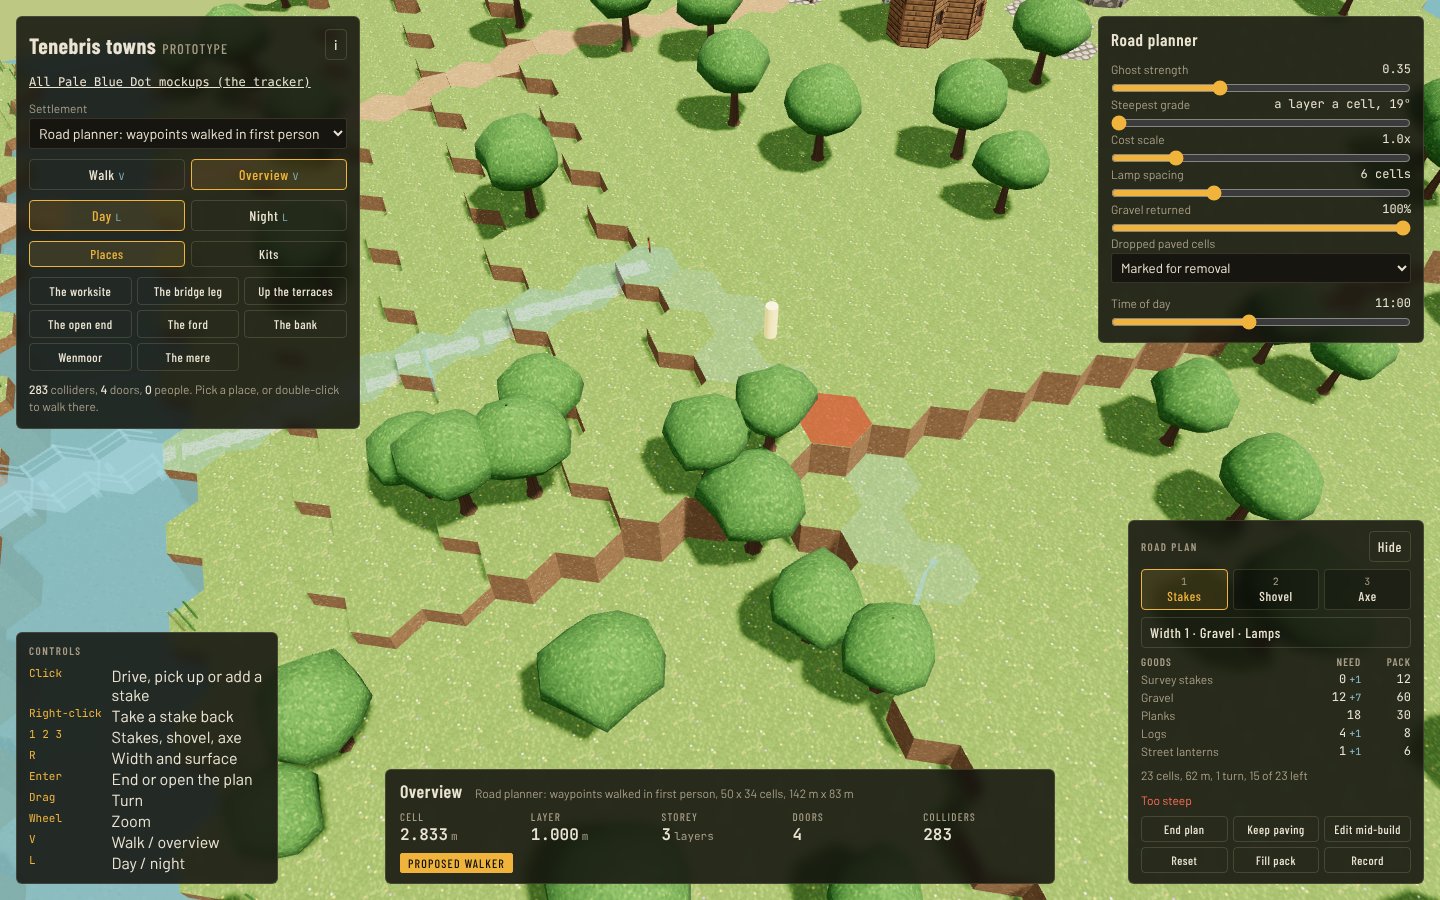 Tenebris towns PROTOTYPE
i
All Pale Blue Dot mockups (the tracker)
Settlement
Road planner: waypoints walked in first person
Walk V
Overview V
Day L
Night L
Places
Kits
The worksite
The bridge leg
Up the terraces
The open end
The ford
The bank
Wenmoor
The mere
283 colliders, 4 doors, 0 people. Pick a place, or double-click
to walk there.
CONTROLS
Click Drive, pick up or add a
stake
Right-click Take a stake back
1 2 3 Stakes, shovel, axe
R Width and surface
Enter End or open the plan
Drag Turn
Wheel Zoom
V Walk / overview
L Day / night
Overview Road planner: waypoints walked in first person, 50 x 34 cells, 142 m x 83 m
CELL LAYER STOREY DOORS COLLIDERS
2.833 m 1.000 m 3 layers 4 283
PROPOSED WALKER
Road planner
Ghost strength 0.35
Steepest grade a layer a cell, 19°
Cost scale 1.0x
Lamp spacing 6 cells
Gravel returned 100%
Dropped paved cells
Marked for removal
Time of day 11:00
ROAD PLAN
Hide
1 2 3
Stakes Shovel Axe
Width 1 · Gravel · Lamps
GOODS NEED PACK
Survey stakes 0 +1 12
Gravel 12 +7 60
Planks 18 30
Logs 4 +1 8
Street lanterns 1 +1 6
23 cells, 62 m, 1 turn, 15 of 23 left
Too steep
End plan Keep paving Edit mid-build
Reset Fill pack Record